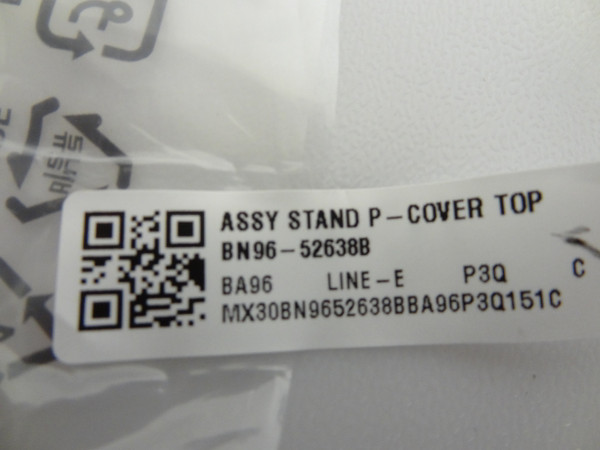 ASSY STAND P-COVER TOP
BN96-52638B
BA96 LINE-E P3Q C
MX30BN9652638BBA96P3Q151C